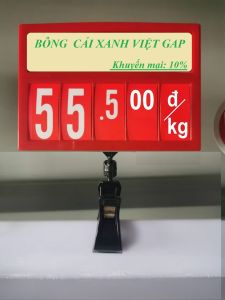 BÔNG CẢI XANH VIỆT GAP
Khuyến mại: 10%
55.500 đ/kg